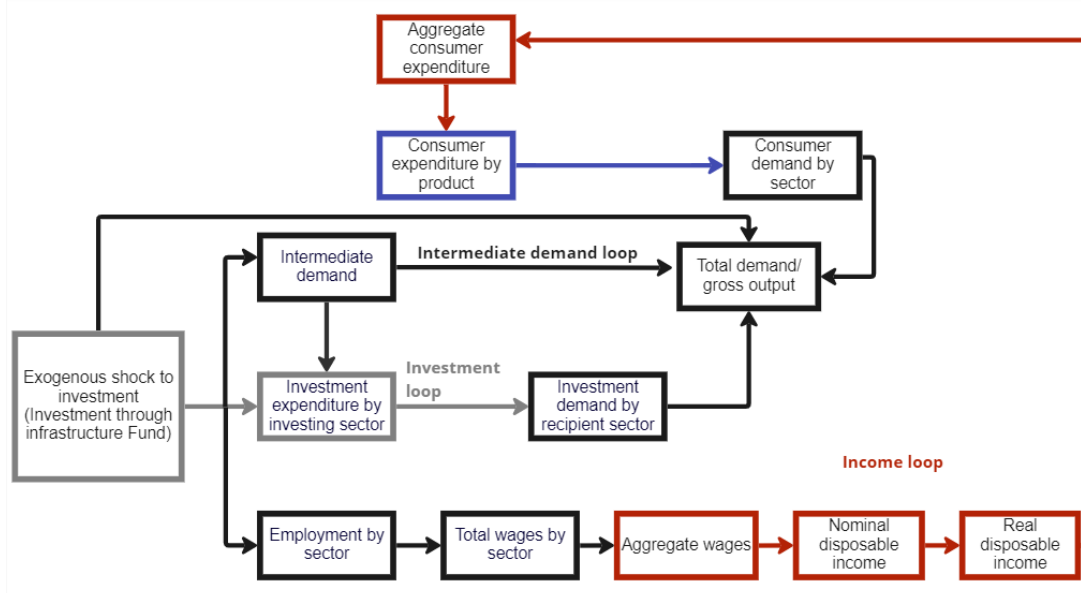 Aggregate
consumer
expenditure
Consumer
expenditure by
product
Consumer
demand by
sector
Intermediate
demand
Intermediate demand loop
Total demand/
gross output
Exogenous shock to
investment
(Investment through
infrastructure Fund)
Investment
expenditure by
investing sector
Investment
loop
Investment
demand by
recipient sector
Income loop
Employment by
sector
Total wages by
sector
Aggregate wages
Nominal
disposable
income
Real
disposable
income